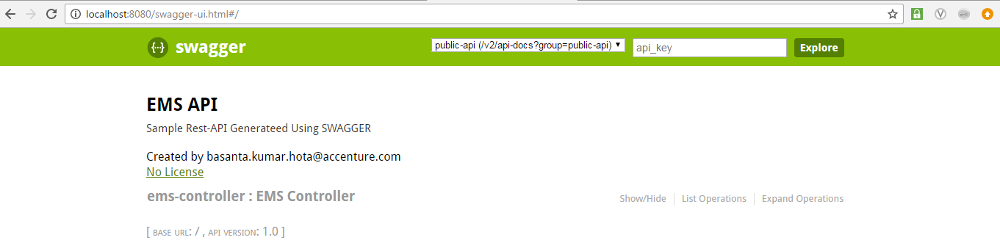 localhost:8080/swagger-ui.html#/
{··} swagger
public-api (/v2/api-docs?group=public-api) ▼
api_key
Explore
EMS API
Sample Rest-API Generateed Using SWAGGER
Created by basanta.kumar.hota@accenture.com
No License
ems-controller : EMS Controller
Show/Hide | List Operations | Expand Operations
[ BASE URL: / , API VERSION: 1.0 ]